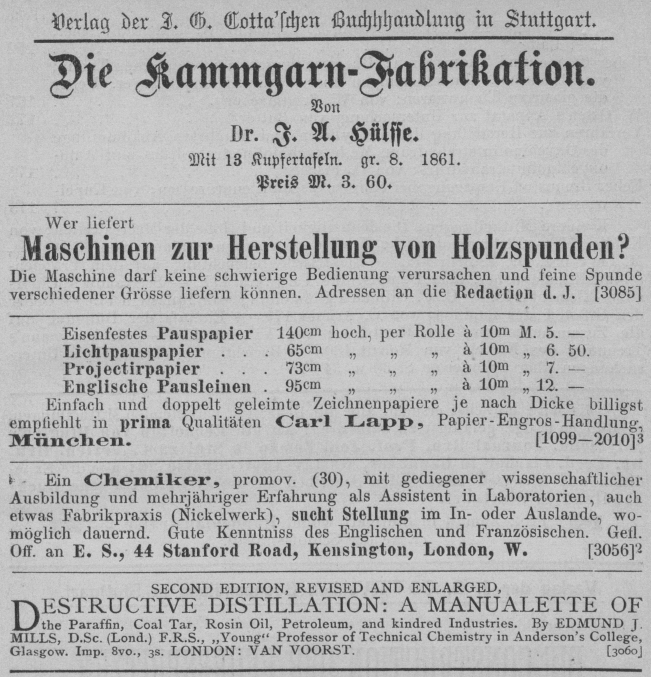 Verlag der J. G. Cotta'schen Buchhhandlung in Stuttgart.
Die Kammgarn-Fabrikation.
Von
Dr. J. A. Hülsse.
Mit 13 Kupfertafeln. gr. 8. 1861.
Preis M. 3. 60.
Wer liefert
Maschinen zur Herstellung von Holzspunden?
Die Maschine darf keine schwierige Bedienung verursachen und feine Spunde
verschiedener Grösse liefern können. Adressen an die Redaction d. J. [3085]
Eisenfestes Pauspapier 140cm hoch, per Rolle à 10m M. 5. —
Lichtpauspapier . . . 65cm „ „ „ à 10m „ 6. 50.
Projectirpapier . . . 73cm „ „ „ à 10m „ 7. —
Englische Pausleinen . 95cm „ „ „ à 10m „ 12. —
Einfach und doppelt geleimte Zeichnenpapiere je nach Dicke billigst
empfiehlt in prima Qualitäten Carl Lapp, Papier-Engros-Handlung,
München. [1099—2010]3
Ein Chemiker, promov. (30), mit gediegener wissenschaftlicher
Ausbildung und mehrjähriger Erfahrung als Assistent in Laboratorien, auch
etwas Fabrikpraxis (Nickelwerk), sucht Stellung im In- oder Auslande, wo-
möglich dauernd. Gute Kenntniss des Englischen und Französischen. Gefl.
Off. an E. S., 44 Stanford Road, Kensington, London, W. [3056]2
SECOND EDITION, REVISED AND ENLARGED,
DESTRUCTIVE DISTILLATION: A MANUALETTE OF
the Paraffin, Coal Tar, Rosin Oil, Petroleum, and kindred Industries. By EDMUND J.
MILLS, D.Sc. (Lond.) F.R.S., „Young“ Professor of Technical Chemistry in Anderson's College,
Glasgow. Imp. 8vo., 3s. LONDON: VAN VOORST. [3060]